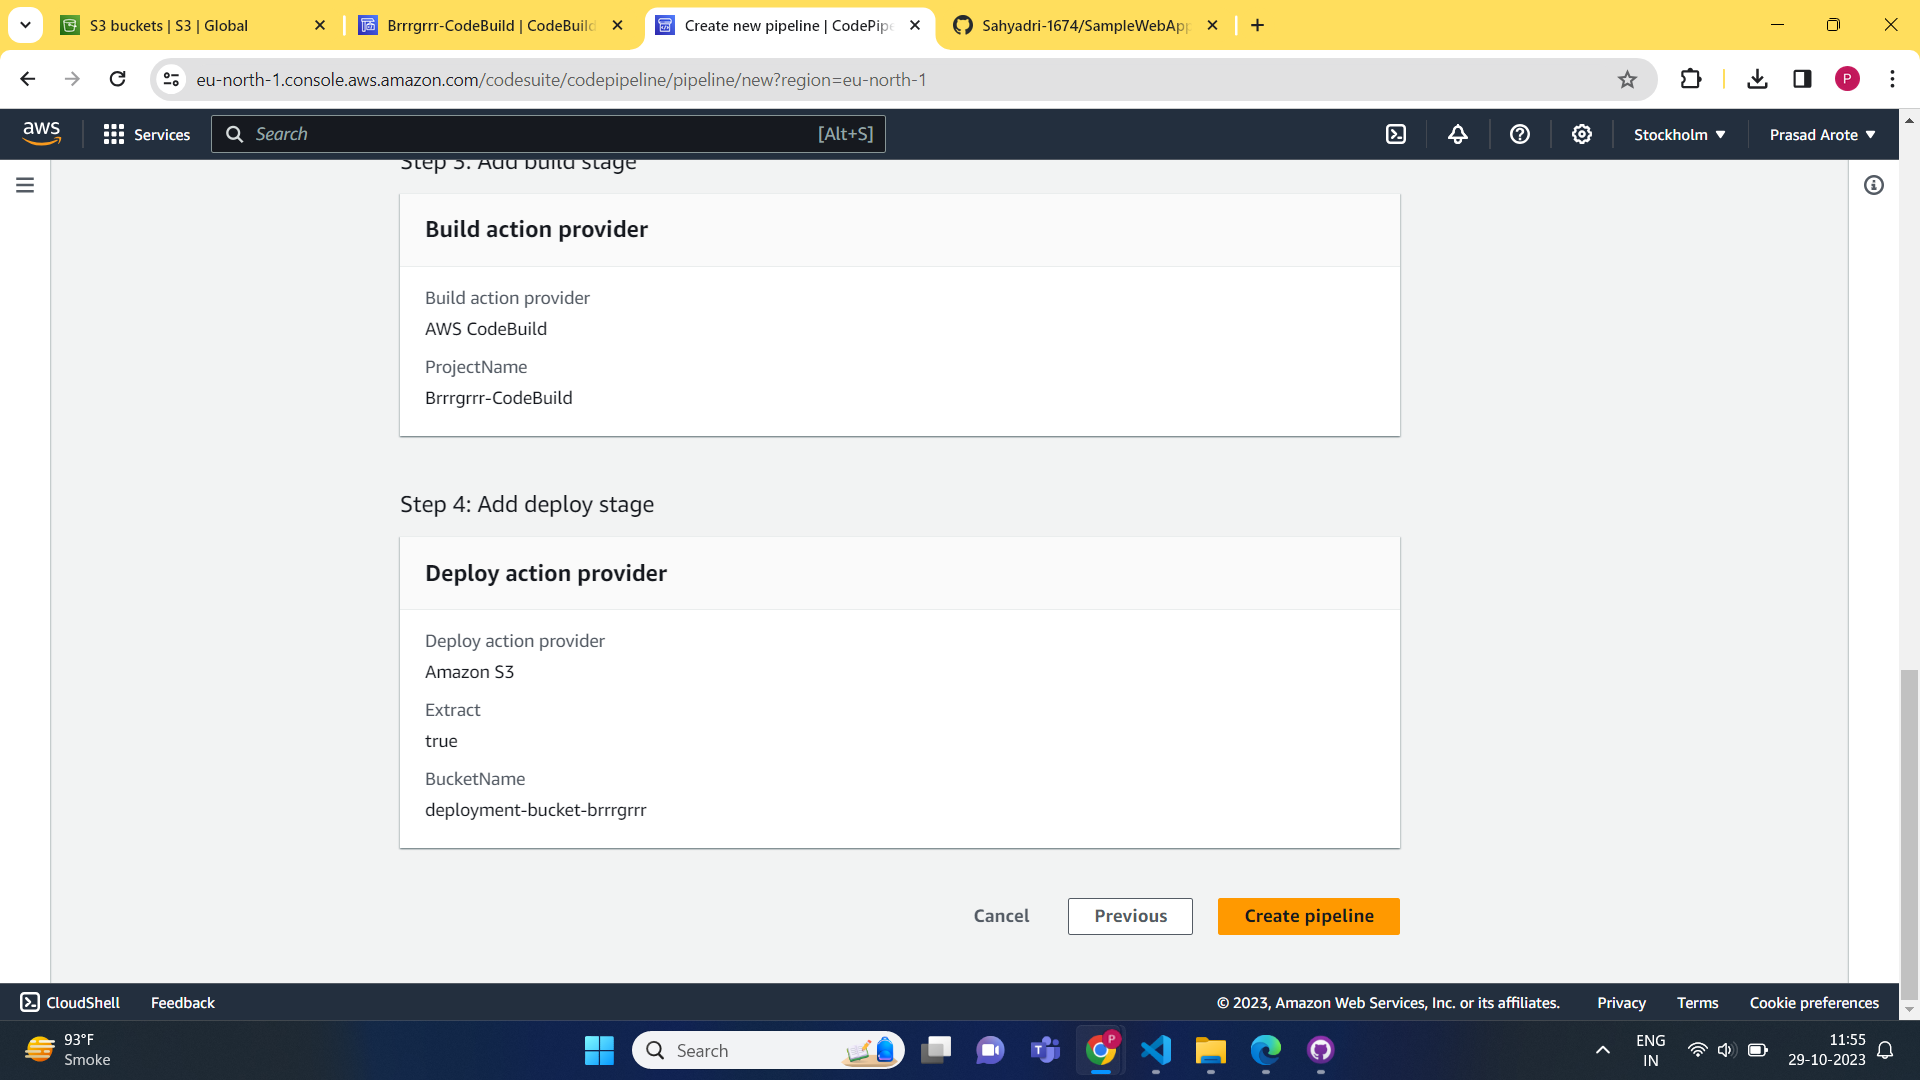 S3 buckets | S3 | Global
Brrrgrrr-CodeBuild | CodeBuild
Create new pipeline | CodePipe
Sahyadri-1674/SampleWebApp
eu-north-1.console.aws.amazon.com/codesuite/codepipeline/pipeline/new?region=eu-north-1
P
aws
Services
Search
[Alt+S]
Stockholm
Prasad Arote
Step 3: Add build stage
Build action provider
Build action provider
AWS CodeBuild
ProjectName
Brrrgrrr-CodeBuild
Step 4: Add deploy stage
Deploy action provider
Deploy action provider
Amazon S3
Extract
true
BucketName
deployment-bucket-brrrgrrr
Cancel
Previous
Create pipeline
CloudShell
Feedback
© 2023, Amazon Web Services, Inc. or its affiliates.
Privacy
Terms
Cookie preferences
93°F
Smoke
Search
P
ENG
IN
11:55
29-10-2023